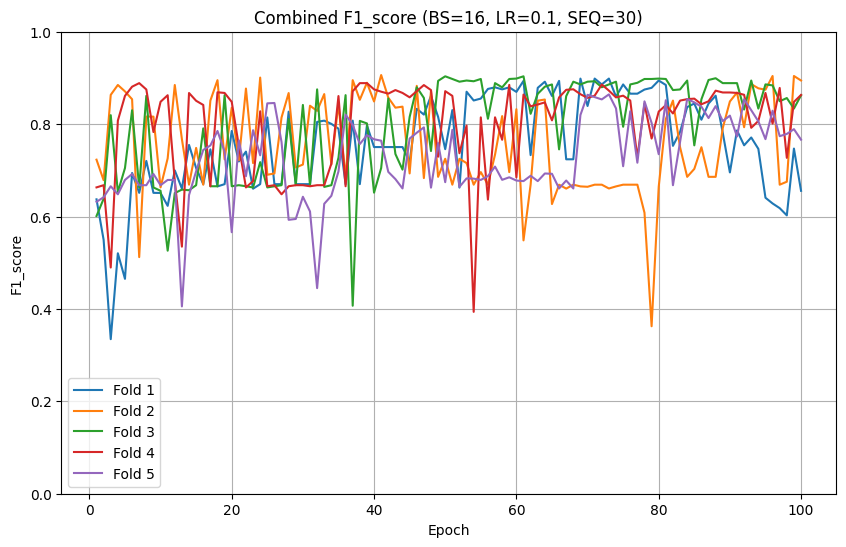 Combined F1_score (BS=16, LR=0.1, SEQ=30)
1.0
0.8
0.6
0.4
0.2
0.0
F1_score
Fold 1
Fold 2
Fold 3
Fold 4
Fold 5
0 20 40 60 80 100
Epoch